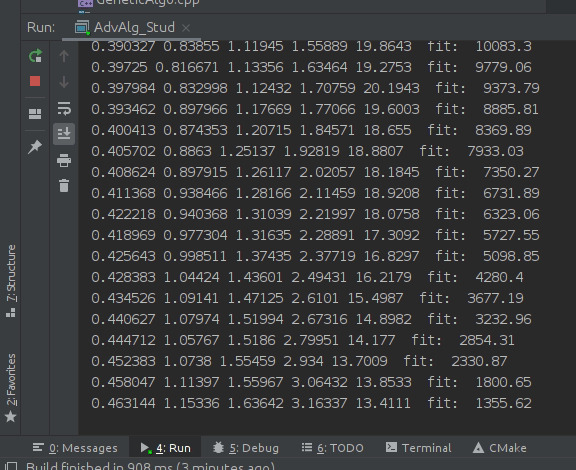 GeneticAlgo.cpp
Run: AdvAlg_Stud ×
0.390327 0.83855 1.11945 1.55889 19.8643 fit: 10083.3
0.39725 0.816671 1.13356 1.63464 19.2753 fit: 9779.06
0.397984 0.832998 1.12432 1.70759 20.1943 fit: 9373.79
0.393462 0.897966 1.17669 1.77066 19.6003 fit: 8885.81
0.400413 0.874353 1.20715 1.84571 18.655 fit: 8369.89
0.405702 0.8863 1.25137 1.92819 18.8807 fit: 7933.03
0.408624 0.897915 1.26117 2.02057 18.1845 fit: 7350.27
0.411368 0.938466 1.28166 2.11459 18.9208 fit: 6731.89
0.422218 0.940368 1.31039 2.21997 18.0758 fit: 6323.06
0.418969 0.977304 1.31635 2.28891 17.3092 fit: 5727.55
0.425643 0.998511 1.37435 2.37719 16.8297 fit: 5098.85
0.428383 1.04424 1.43601 2.49431 16.2179 fit: 4280.4
0.434526 1.09141 1.47125 2.6101 15.4987 fit: 3677.19
0.440627 1.07974 1.51994 2.67316 14.8982 fit: 3232.96
0.444712 1.05767 1.5186 2.79951 14.177 fit: 2854.31
0.452383 1.0738 1.55459 2.934 13.7009 fit: 2330.87
0.458047 1.11397 1.55967 3.06432 13.8533 fit: 1800.65
0.463144 1.15336 1.63642 3.16337 13.4111 fit: 1355.62
7: Structure
2: Favorites
0: Messages 4: Run 5: Debug 6: TODO Terminal CMake
Build finished in 908 ms (3 minutes ago)